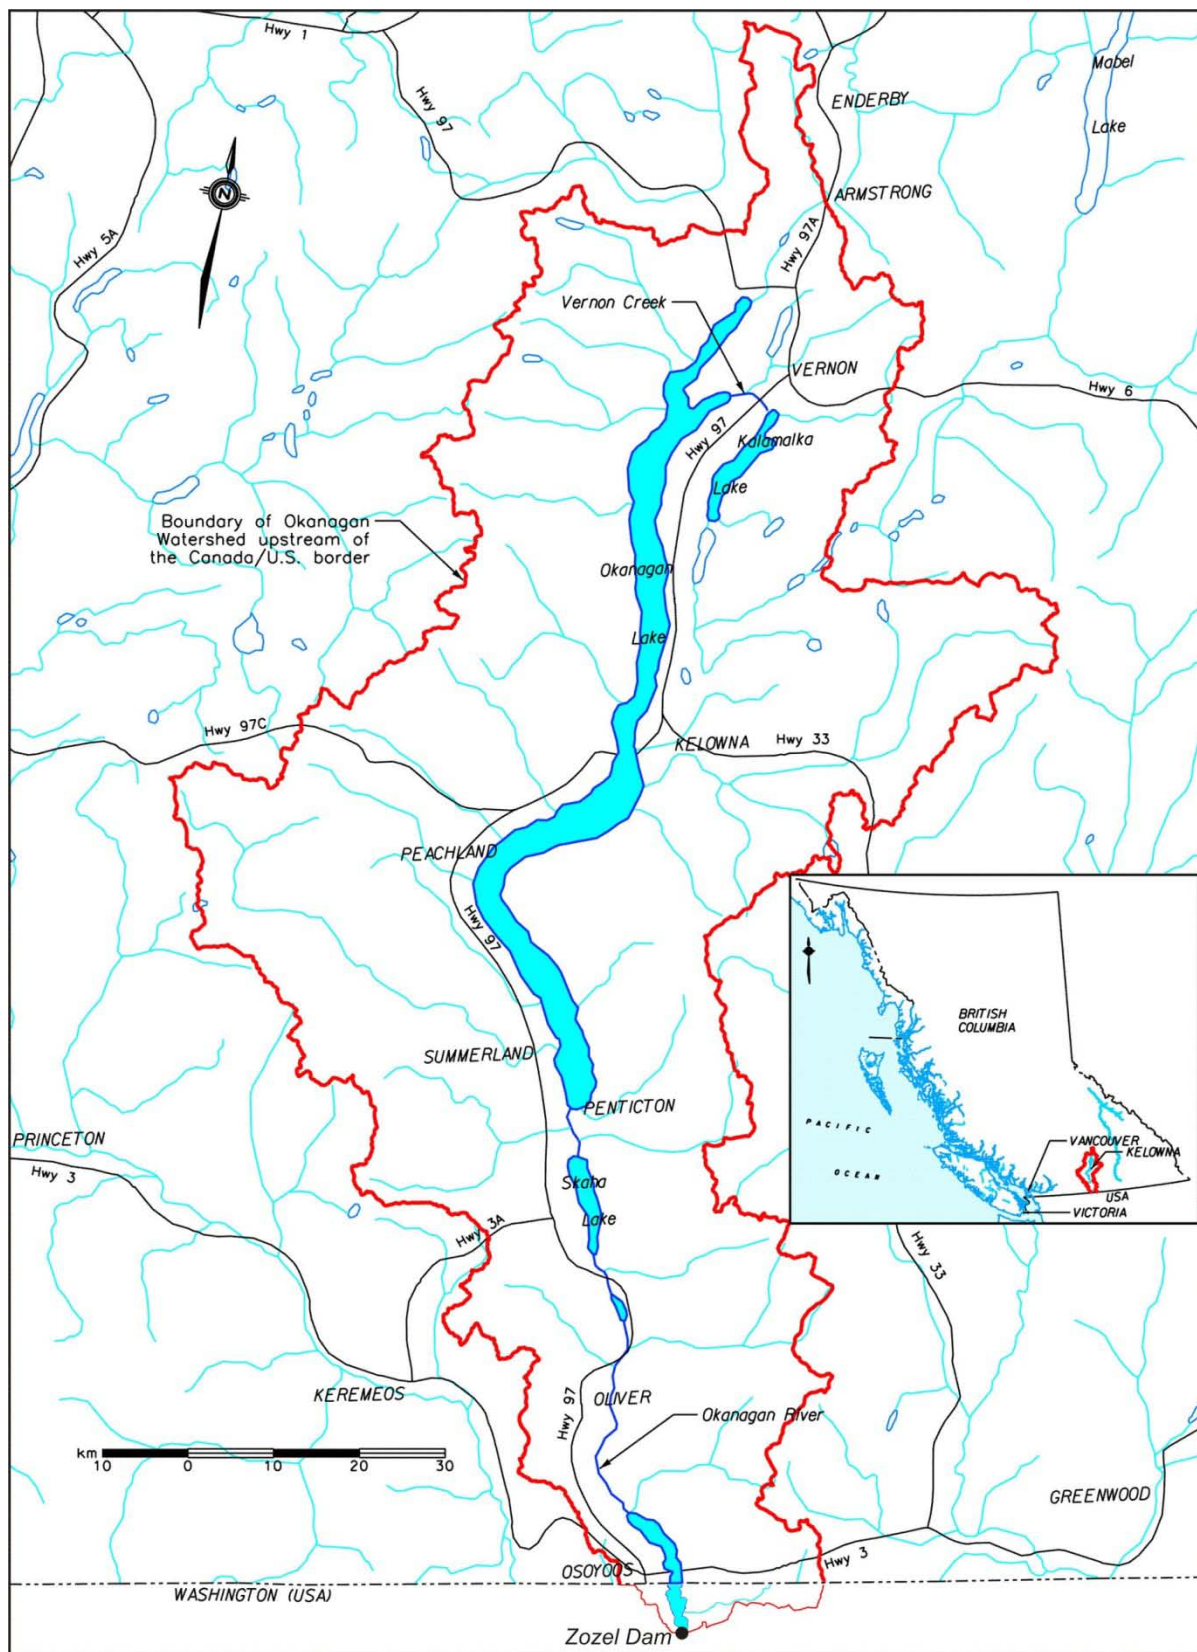 Hwy 1
Mabel
Lake
Hwy 97
ENDERBY
N
ARMSTRONG
Hwy 5A
Hwy 97A
Vernon Creek
VERNON
Hwy 6
Hwy 97
Kalamalka
Lake
Boundary of Okanagan
Watershed upstream of
the Canada/U.S. border
Okanagan
Lake
Hwy 97C
KELOWNA
Hwy 33
PEACHLAND
Hwy 97
SUMMERLAND
PENTICTON
PRINCETON
Hwy 3
Skaha
Lake
Hwy 3A
BRITISH
COLUMBIA
PACIFIC
OCEAN
VANCOUVER
KELOWNA
USA
VICTORIA
Hwy 33
KEREMEOS
OLIVER
Hwy 97
Okanagan River
km
10 0 10 20 30
GREENWOOD
OSOYOOS
Hwy 3
WASHINGTON (USA)
Zozel Dam